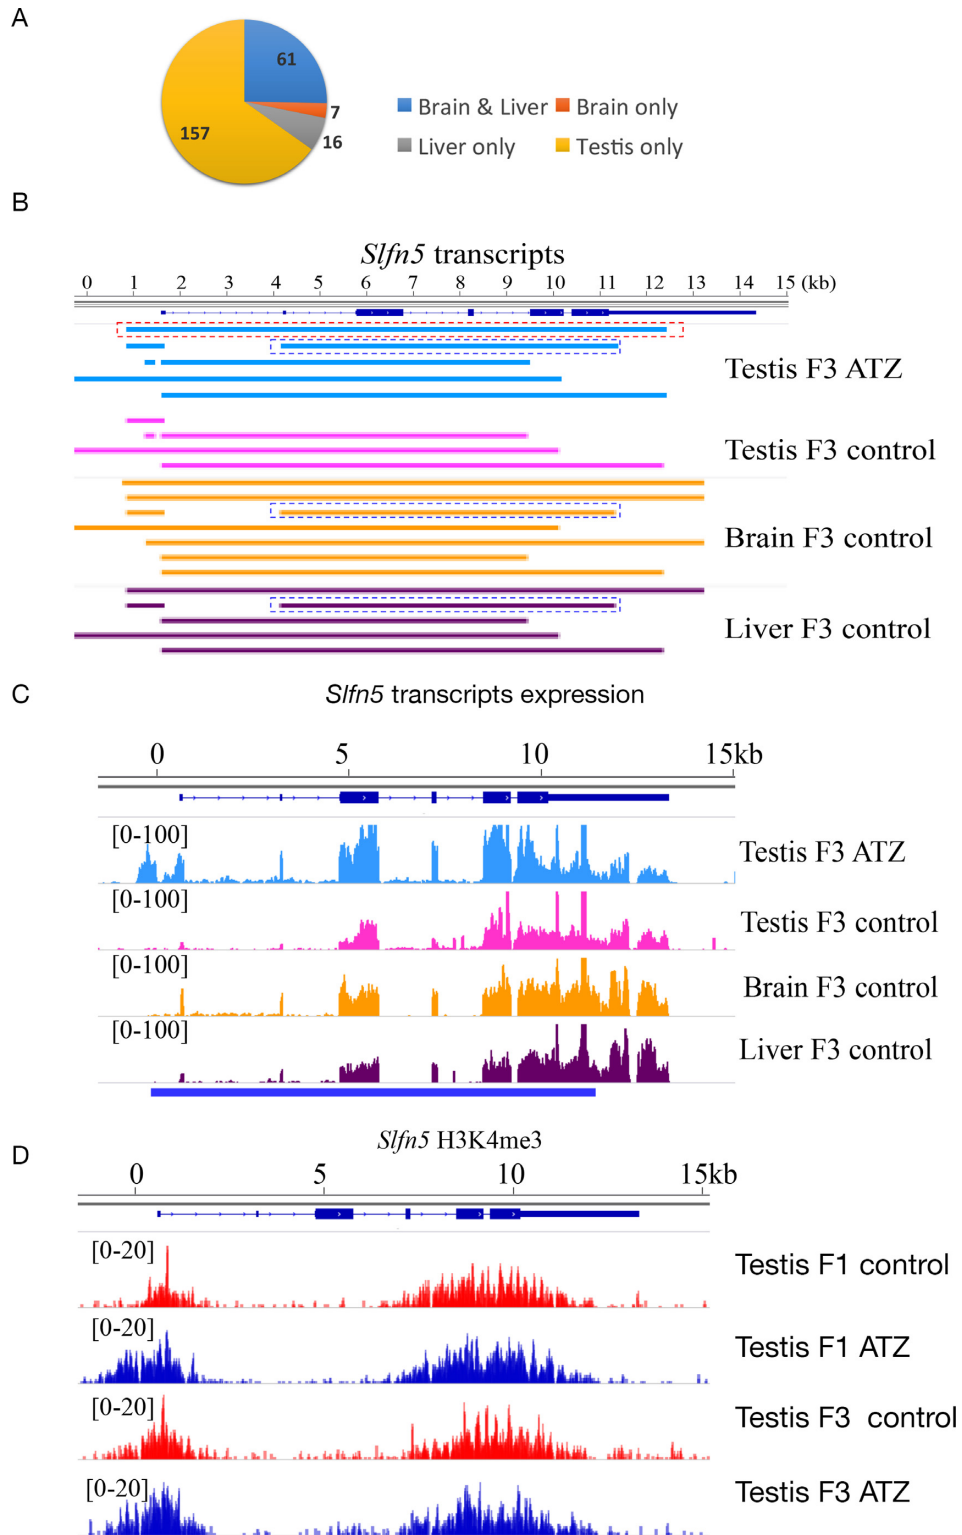 A
61
7
16
157
Brain & Liver
Brain only
Liver only
Testis only
B
Slfn5 transcripts
0 1 2 3 4 5 6 7 8 9 10 11 12 13 14 15 (kb)
Testis F3 ATZ
Testis F3 control
Brain F3 control
Liver F3 control
C
Slfn5 transcripts expression
0 5 10 15kb
[0-100]
Testis F3 ATZ
[0-100]
Testis F3 control
[0-100]
Brain F3 control
[0-100]
Liver F3 control
D
Slfn5 H3K4me3
0 5 10 15kb
[0-20]
Testis F1 control
[0-20]
Testis F1 ATZ
[0-20]
Testis F3 control
[0-20]
Testis F3 ATZ